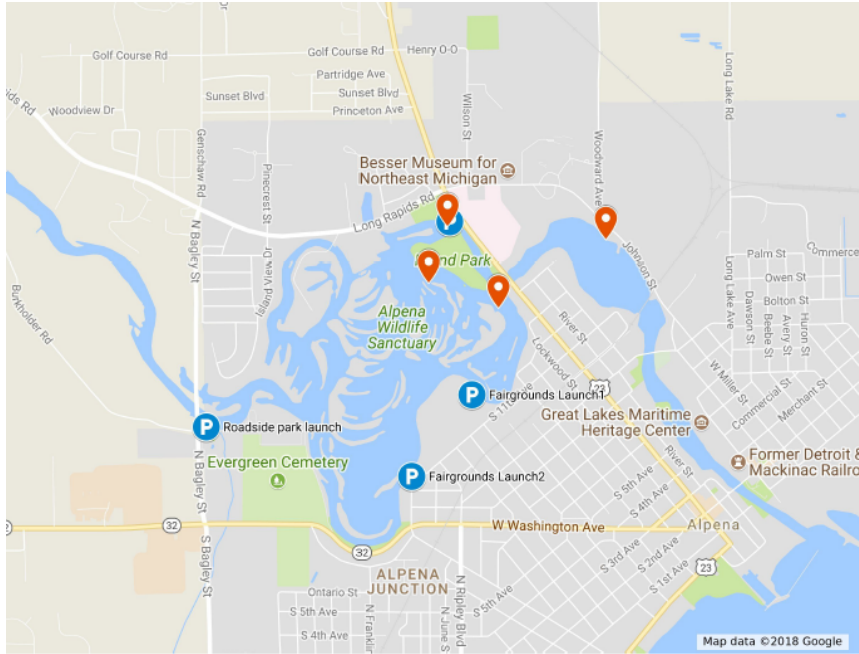 Golf Course Rd
Henry O-O
Golf Course Rd
Partridge Ave
Sunset Blvd
Sunset Blvd
Princeton Ave
Woodview Dr
Wilson St
Long Lake Rd
Genschaw Rd
Pinecrest St
Woodward Ave
Besser Museum for
Northeast Michigan
Long Rapids Rd
N Bagley St
Johnson St
Palm St
Commerce
Island View Dr
Owen St
Bolton St
Long Lake Ave
Dawson St
Beebe St
Avery St
Huron St
Burkholder Rd
Alpena
Wildlife
Sanctuary
River St
Lockwood St
23
W Miller St
Commercial St
Merchant St
P
Fairgrounds Launch1
S 11th Ave
Great Lakes Maritime
Heritage Center
P
Roadside park launch
Evergreen Cemetery
P
Fairgrounds Launch2
N Bagley St
River St
Former Detroit &
Mackinac Railro
S 5th Ave
S 4th Ave
32
W Washington Ave
Alpena
32
S Bagley St
S 3rd Ave
S 2nd Ave
S 1st Ave
23
ALPENA
JUNCTION
N Ripley Blvd
Ontario St
S 5th Ave
S 5th Ave
S 4th Ave
N Franklin
N June S
Map data ©2018 Google